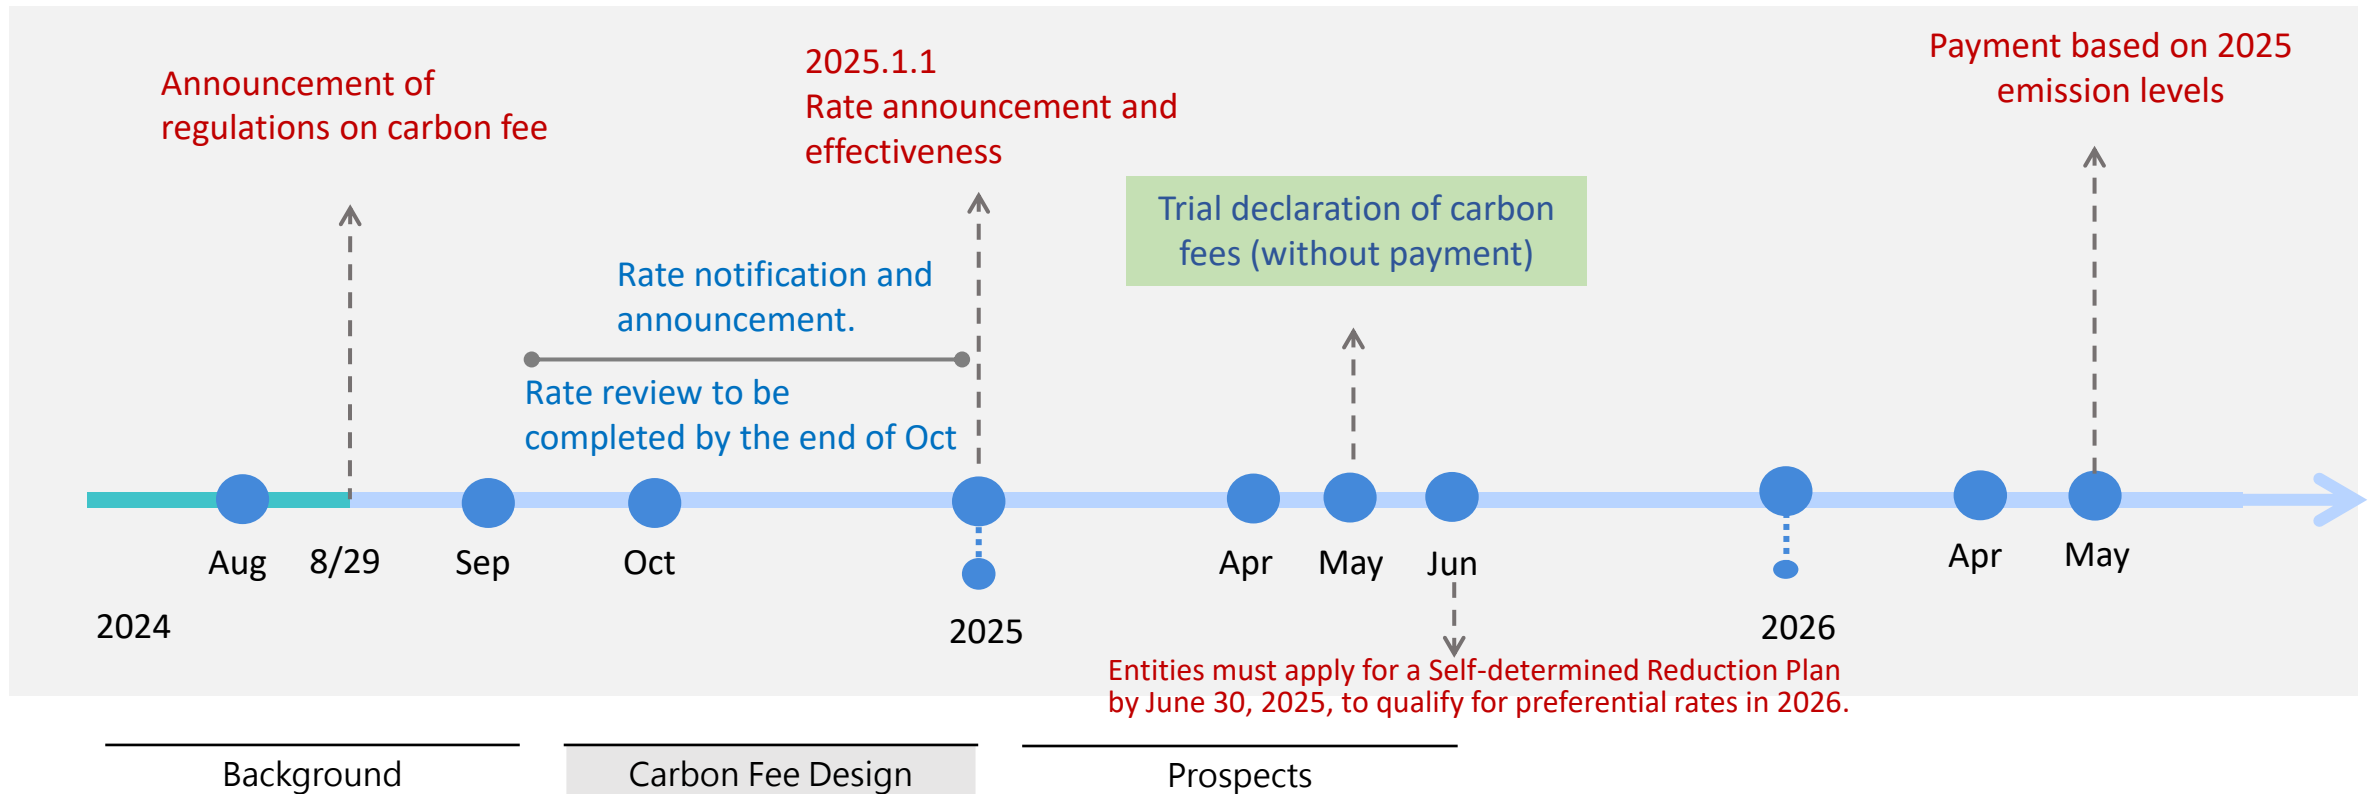 Announcement of
regulations on carbon fee
2025.1.1
Rate announcement and
effectiveness
Payment based on 2025
emission levels
Trial declaration of carbon
fees (without payment)
Rate notification and
announcement.
Rate review to be
completed by the end of Oct
Aug
8/29
Sep
Oct
Apr
May
Jun
Apr
May
2024
2025
2026
Entities must apply for a Self-determined Reduction Plan
by June 30, 2025, to qualify for preferential rates in 2026.
Background
Carbon Fee Design
Prospects